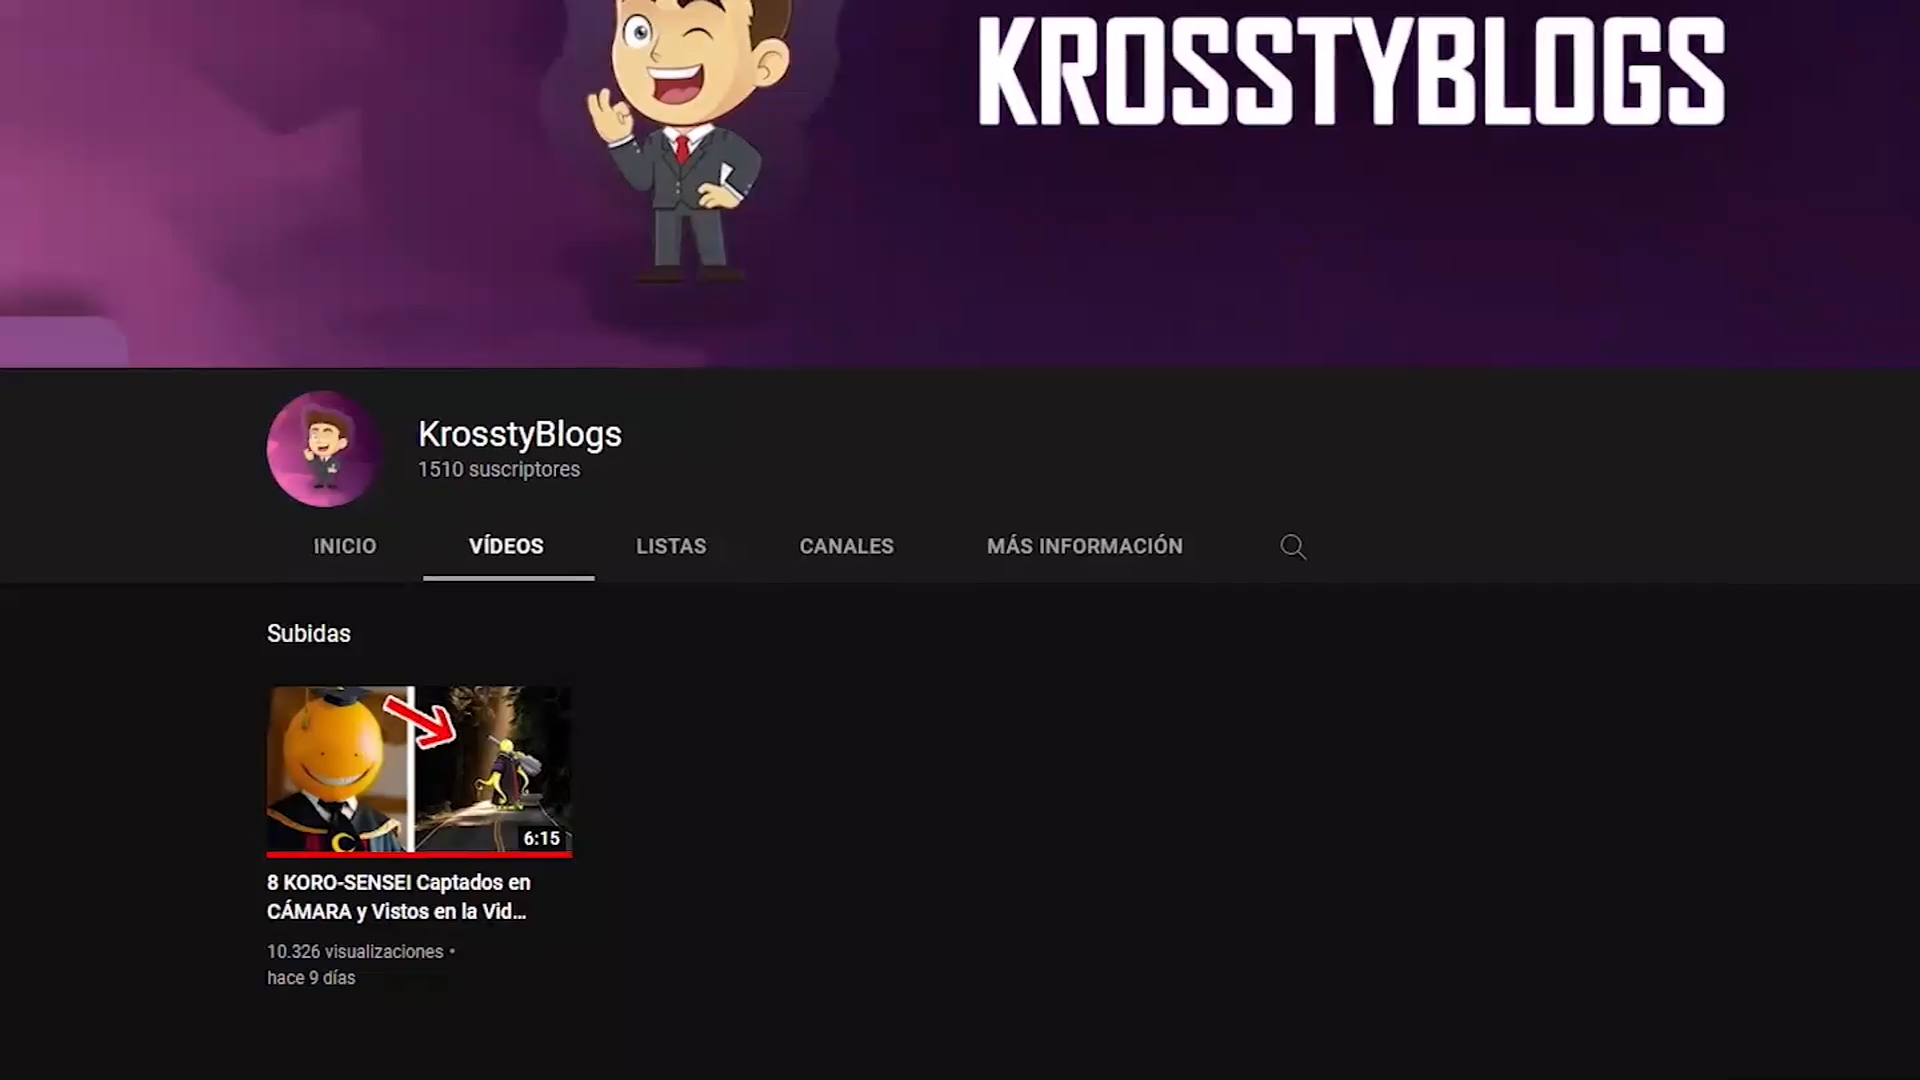 KROSSTYBLOGS
KrosstyBlogs
1510 suscriptores
INICIO
VÍDEOS
LISTAS
CANALES
MÁS INFORMACIÓN
Subidas
6:15
8 KORO-SENSEI Captados en
CÁMARA y Vistos en la Vid...
10.326 visualizaciones •
hace 9 días